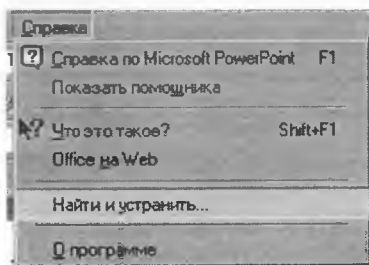 Справка
Справка по Microsoft PowerPoint F1
Показать помощника
Что это такое? Shift+F1
Office на Web
Найти и устранить...
О программе